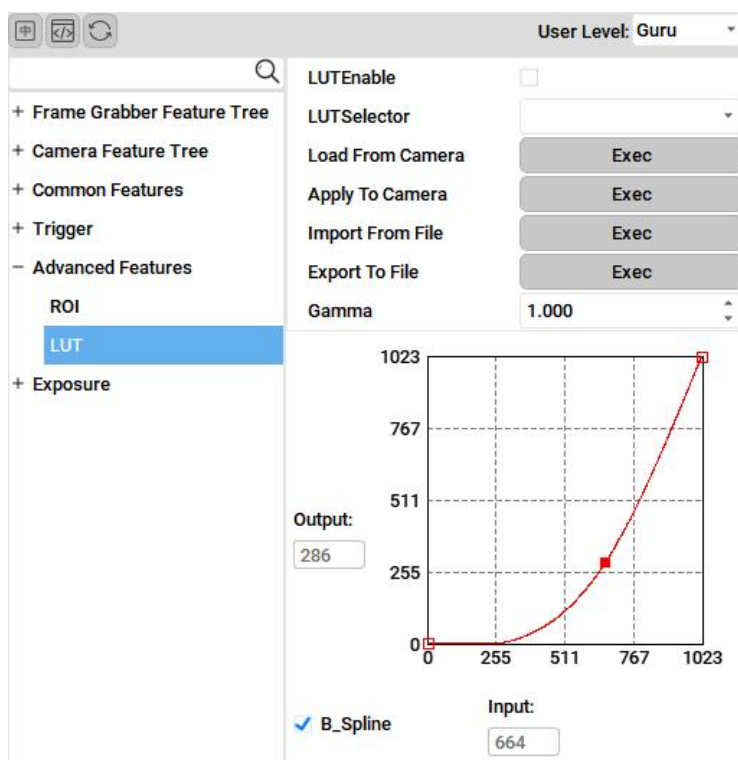 中 </>
User Level: Guru
LUTEnable
+ Frame Grabber Feature Tree
LUTSelector
+ Camera Feature Tree
Load From Camera Exec
+ Common Features
Apply To Camera Exec
+ Trigger
Import From File Exec
− Advanced Features
Export To File Exec
ROI
Gamma 1.000
LUT
+ Exposure
1023
767
511
Output:
286
255
0
0 255 511 767 1023
B_Spline
Input:
664